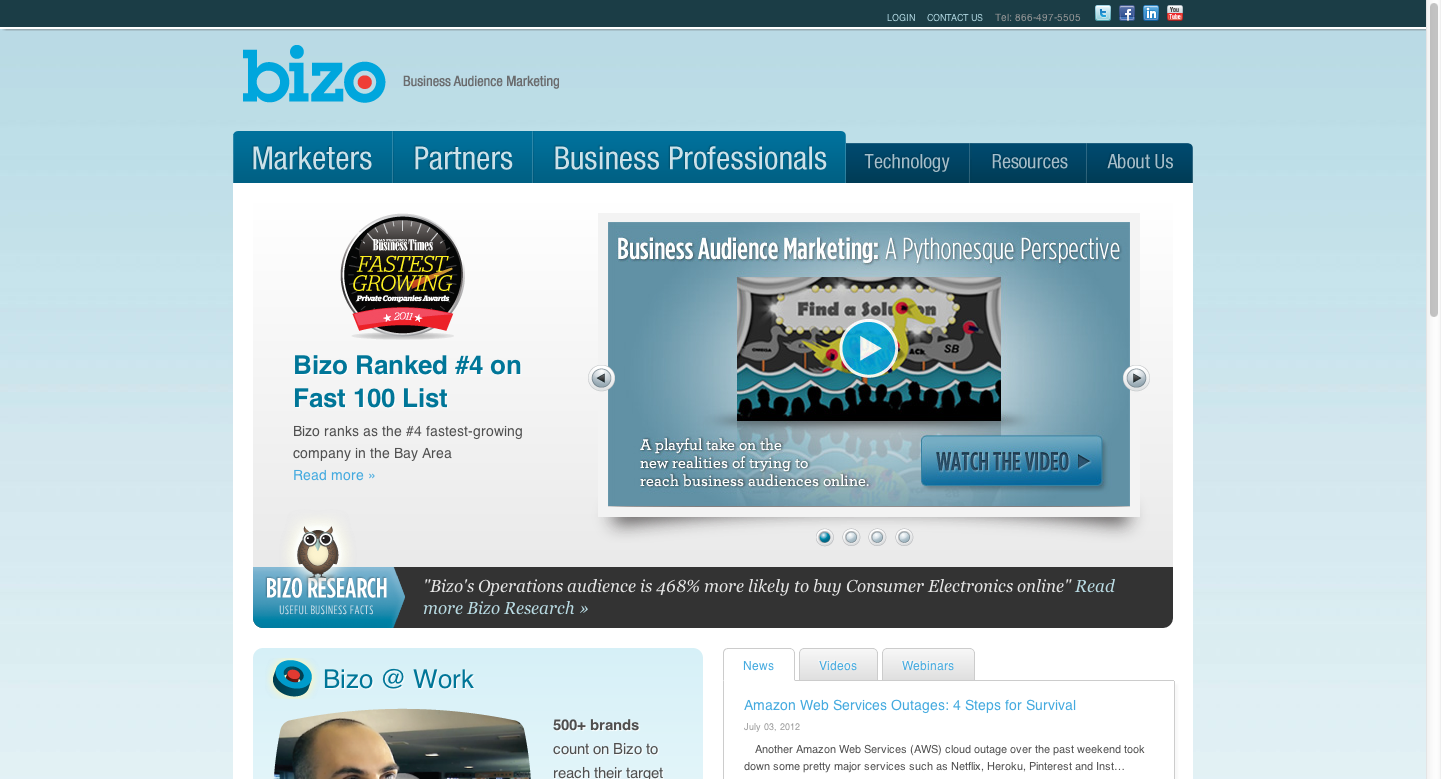 LOGIN CONTACT US Tel: 866-497-5505
bizo Business Audience Marketing
Marketers Partners Business Professionals Technology Resources About Us
SAN FRANCISCO
Business Times
FASTEST
GROWING
Private Companies Awards
2011
Bizo Ranked #4 on
Fast 100 List
Bizo ranks as the #4 fastest-growing
company in the Bay Area
Read more »
Business Audience Marketing: A Pythonesque Perspective
Find a Solution
OMEGA
SB
A playful take on the
new realities of trying to
reach business audiences online.
WATCH THE VIDEO
BIZO RESEARCH
USEFUL BUSINESS FACTS
"Bizo's Operations audience is 468% more likely to buy Consumer Electronics online" Read
more Bizo Research »
Bizo @ Work
500+ brands
count on Bizo to
reach their target
News Videos Webinars
Amazon Web Services Outages: 4 Steps for Survival
July 03, 2012
Another Amazon Web Services (AWS) cloud outage over the past weekend took
down some pretty major services such as Netflix, Heroku, Pinterest and Inst...